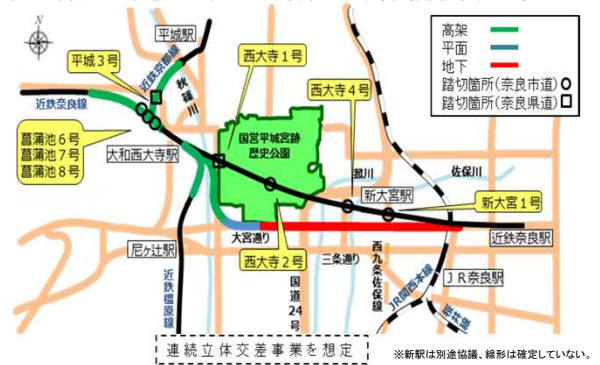 N
平城駅
平城3号
近鉄京都線
秋篠川
西大寺1号
西大寺4号
高架
平面
地下
踏切箇所(奈良市道)
踏切箇所(奈良県道)
近鉄奈良線
国営平城宮跡
歴史公園
菖蒲池6号
菖蒲池7号
菖蒲池8号
大和西大寺駅
菰川
佐保川
新大宮駅
新大宮1号
尼ヶ辻駅
大宮通り
西大寺2号
三条通り
近鉄奈良駅
近鉄橿原線
国道24号
西九条佐保線
JR関西本線
JR奈良駅
桜井線
連続立体交差事業を想定
※新駅は別途協議、線形は確定していない。